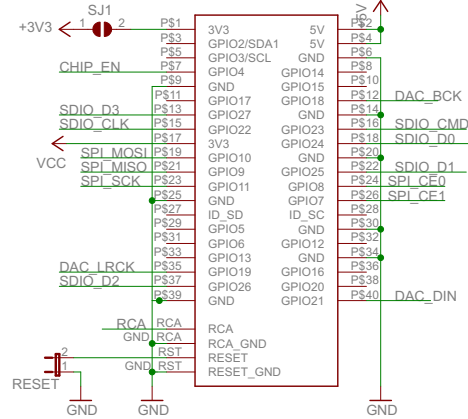 SJ1
+3V3 1 2 P$1 3V3 5V P$2 5V
P$3 GPIO2/SDA1 5V P$4
P$5 GPIO3/SCL GND P$6
CHIP_EN P$7 GPIO4 GPIO14 P$8
P$9 GND GPIO15 P$10
P$11 GPIO17 GPIO18 P$12 DAC_BCK
SDIO_D3 P$13 GPIO27 GND P$14
SDIO_CLK P$15 GPIO22 GPIO23 P$16 SDIO_CMD
VCC P$17 3V3 GPIO24 P$18 SDIO_D0
SPI_MOSI P$19 GPIO10 GND P$20
SPI_MISO P$21 GPIO9 GPIO25 P$22 SDIO_D1
SPI_SCK P$23 GPIO11 GPIO8 P$24 SPI_CE0
P$25 GND GPIO7 P$26 SPI_CE1
P$27 ID_SD ID_SC P$28
P$29 GPIO5 GND P$30
P$31 GPIO6 GPIO12 P$32
P$33 GPIO13 GND P$34
DAC_LRCK P$35 GPIO19 GPIO16 P$36
SDIO_D2 P$37 GPIO26 GPIO20 P$38
P$39 GND GPIO21 P$40 DAC_DIN
RCA RCA RCA
GND RCA RCA_GND
2 RST RESET
1 GND RST RESET_GND
RESET
GND GND GND